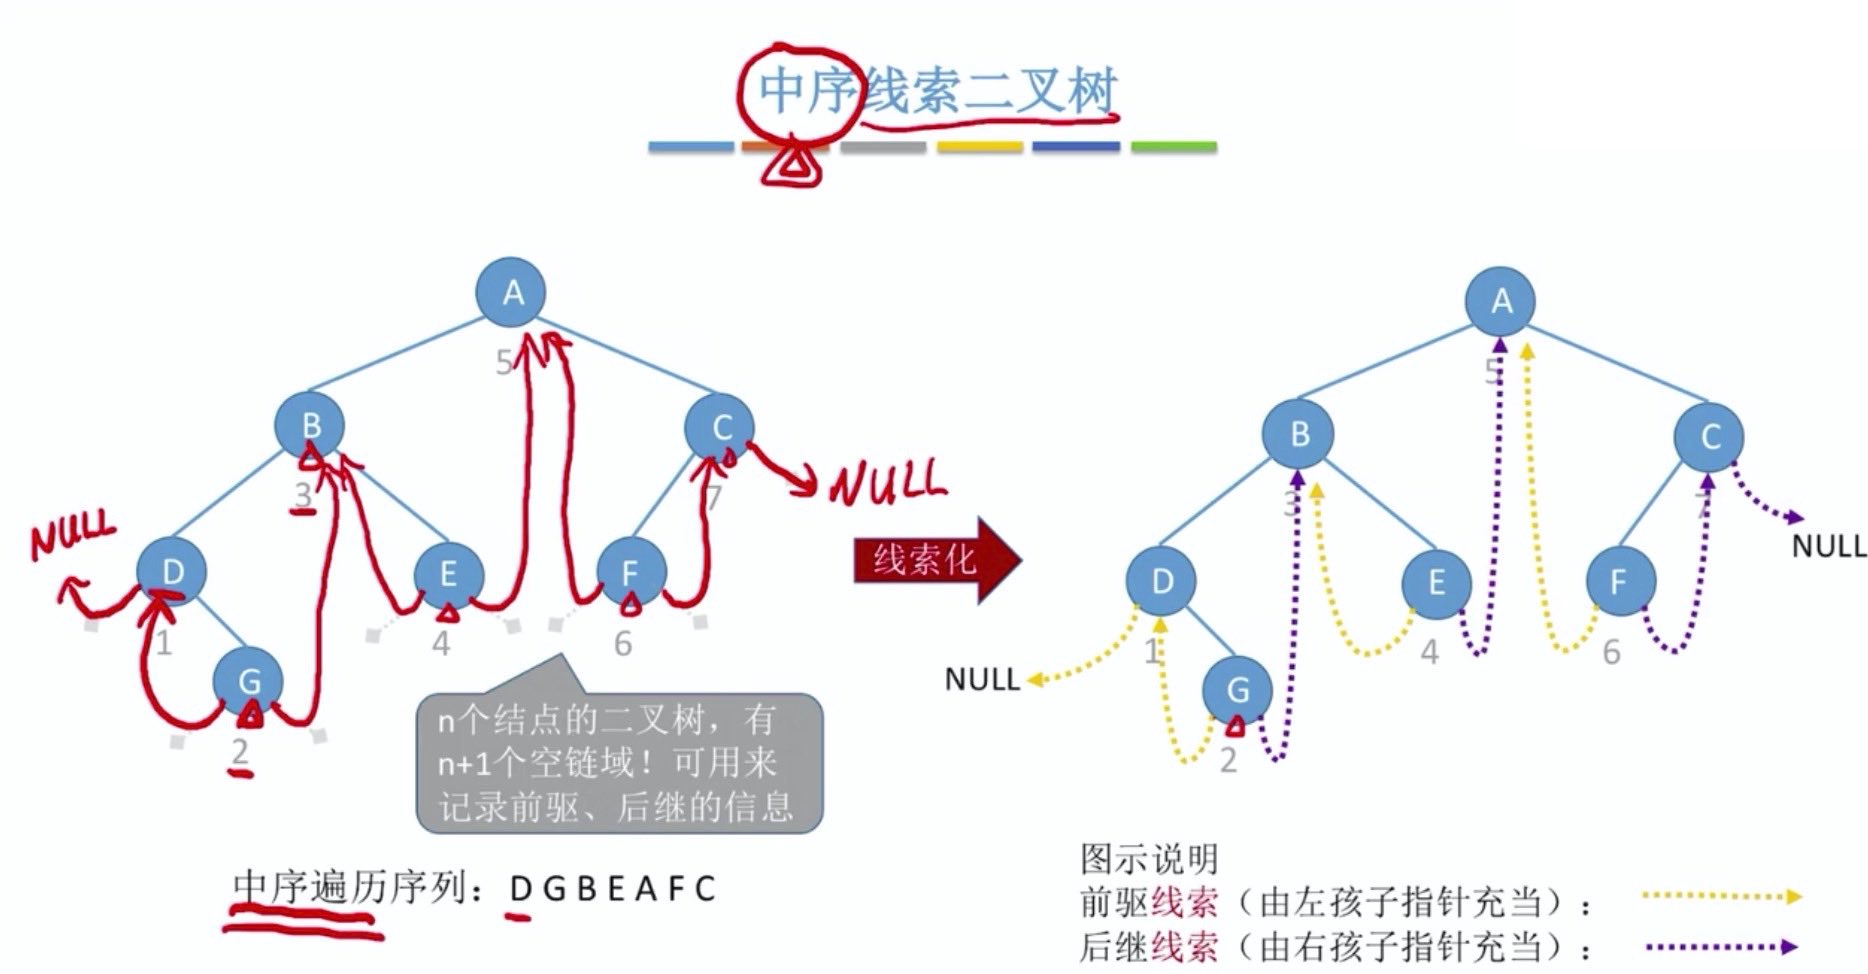 中序线索二叉树
A
5
B
C
3
7
NULL
NULL
D
E
F
1
4
6
G
2
n个结点的二叉树，有
n+1个空链域！可用来
记录前驱、后继的信息
中序遍历序列：D G B E A F C
线索化
A
5
B
C
3
7
NULL
D
E
F
1
4
6
NULL
G
2
图示说明
前驱线索（由左孩子指针充当）：
后继线索（由右孩子指针充当）：